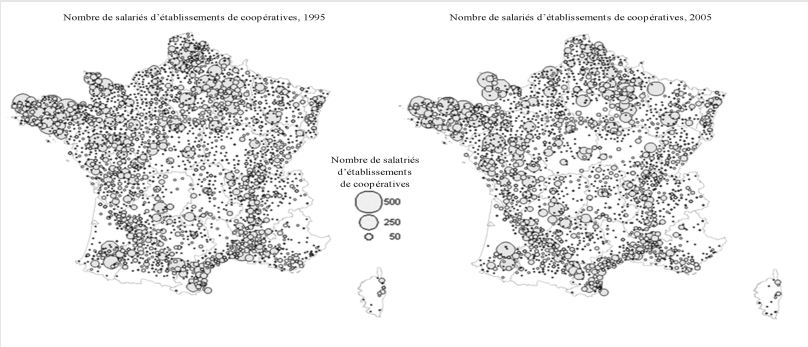 Nombre de salariés d'établissements de coopératives, 1995
Nombre de salariés d'établissements de coopératives, 2005
Nombre de salatriés
d'établissements
de coopératives
500
250
50